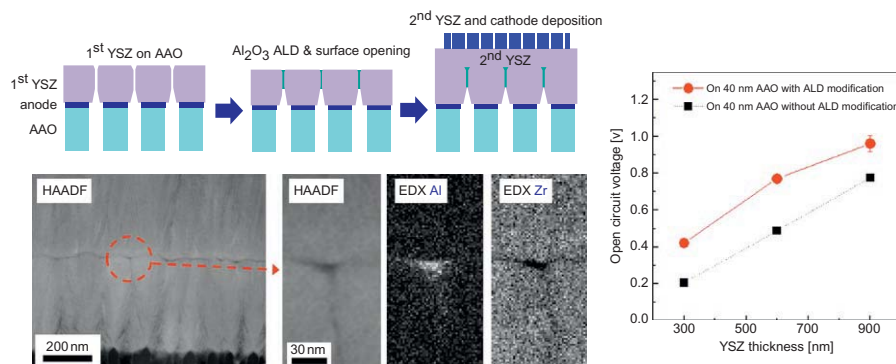 1st YSZ on AAO
1st YSZ
anode
AAO
Al2O3 ALD & surface opening
2nd YSZ and cathode deposition
2nd YSZ
HAADF
200 nm
HAADF
30 nm
EDX Al
EDX Zr
On 40 nm AAO with ALD modification
On 40 nm AAO without ALD modification
Open circuit voltage [v]
1.2
1.0
0.8
0.6
0.4
0.2
0.0
300
600
900
YSZ thickness [nm]